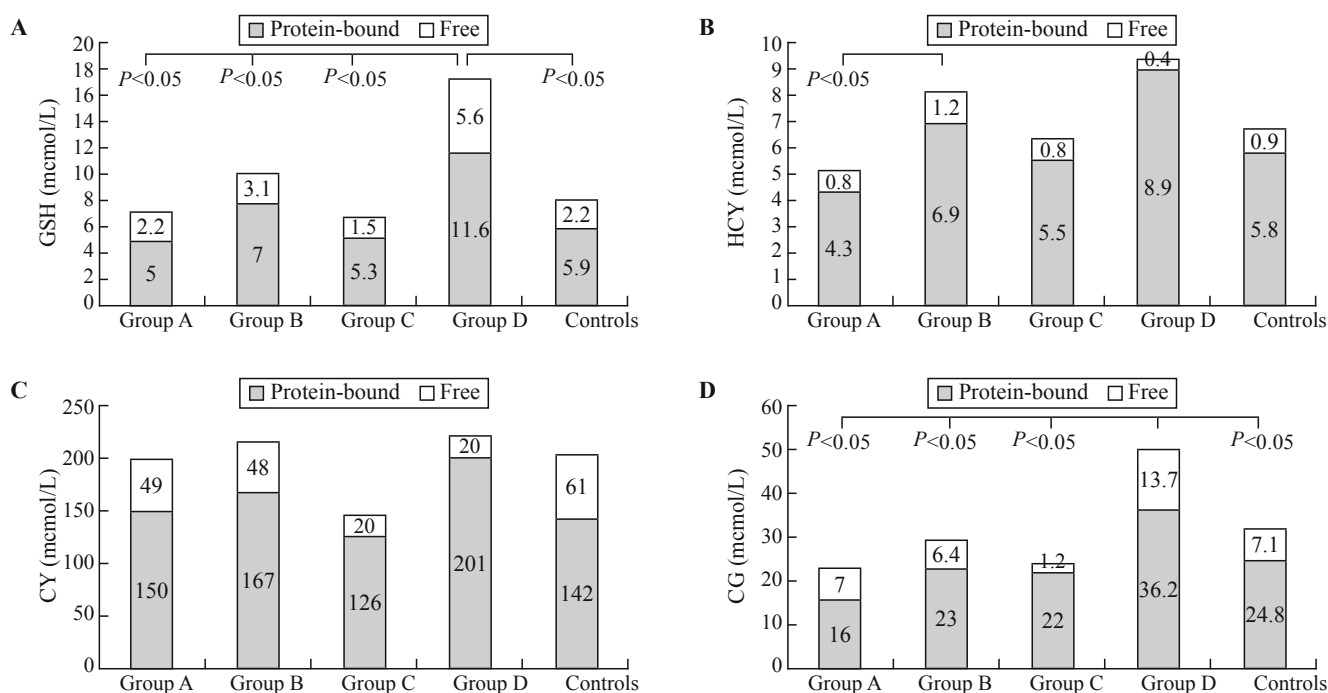 A
Protein-bound Free
GSH (mcmol/L)
20
18
16
14
12
10
8
6
4
2
0
P<0.05 P<0.05 P<0.05 P<0.05
2.2 3.1 1.5 5.6 2.2
5 7 5.3 11.6 5.9
Group A Group B Group C Group D Controls
B
Protein-bound Free
HCY (mcmol/L)
10
9
8
7
6
5
4
3
2
1
0
P<0.05
0.8 1.2 0.8 0.4 0.9
4.3 6.9 5.5 8.9 5.8
Group A Group B Group C Group D Controls
C
Protein-bound Free
CY (mcmol/L)
250
200
150
100
50
0
49 48 20 20 61
150 167 126 201 142
Group A Group B Group C Group D Controls
D
Protein-bound Free
CG (mcmol/L)
60
50
40
30
20
10
0
P<0.05 P<0.05 P<0.05 P<0.05
7 6.4 1.2 13.7 7.1
16 23 22 36.2 24.8
Group A Group B Group C Group D Controls